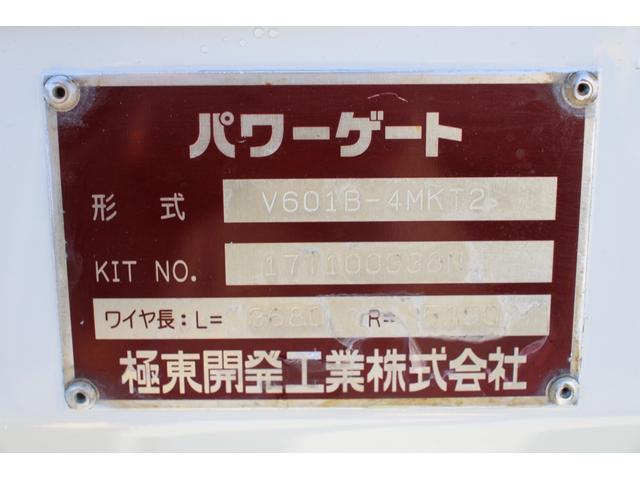 パワーゲート
形 式 V601B-4MKT2
KIT NO.
ワイヤ長:L= R=
極東開発工業株式会社